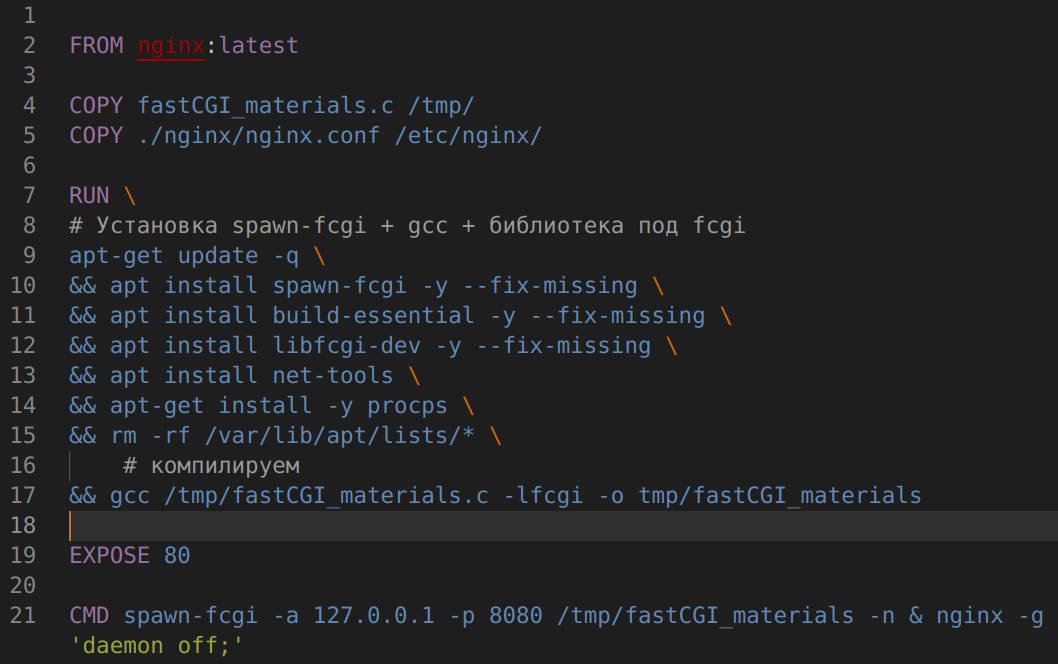 1
2 FROM nginx:latest
3
4 COPY fastCGI_materials.c /tmp/
5 COPY ./nginx/nginx.conf /etc/nginx/
6
7 RUN \
8 # Установка spawn-fcgi + gcc + библиотека под fcgi
9 apt-get update -q \
10 && apt install spawn-fcgi -y --fix-missing \
11 && apt install build-essential -y --fix-missing \
12 && apt install libfcgi-dev -y --fix-missing \
13 && apt install net-tools \
14 && apt-get install -y procps \
15 && rm -rf /var/lib/apt/lists/* \
16     # компилируем
17 && gcc /tmp/fastCGI_materials.c -lfcgi -o tmp/fastCGI_materials
18
19 EXPOSE 80
20
21 CMD spawn-fcgi -a 127.0.0.1 -p 8080 /tmp/fastCGI_materials -n & nginx -g
'daemon off;'